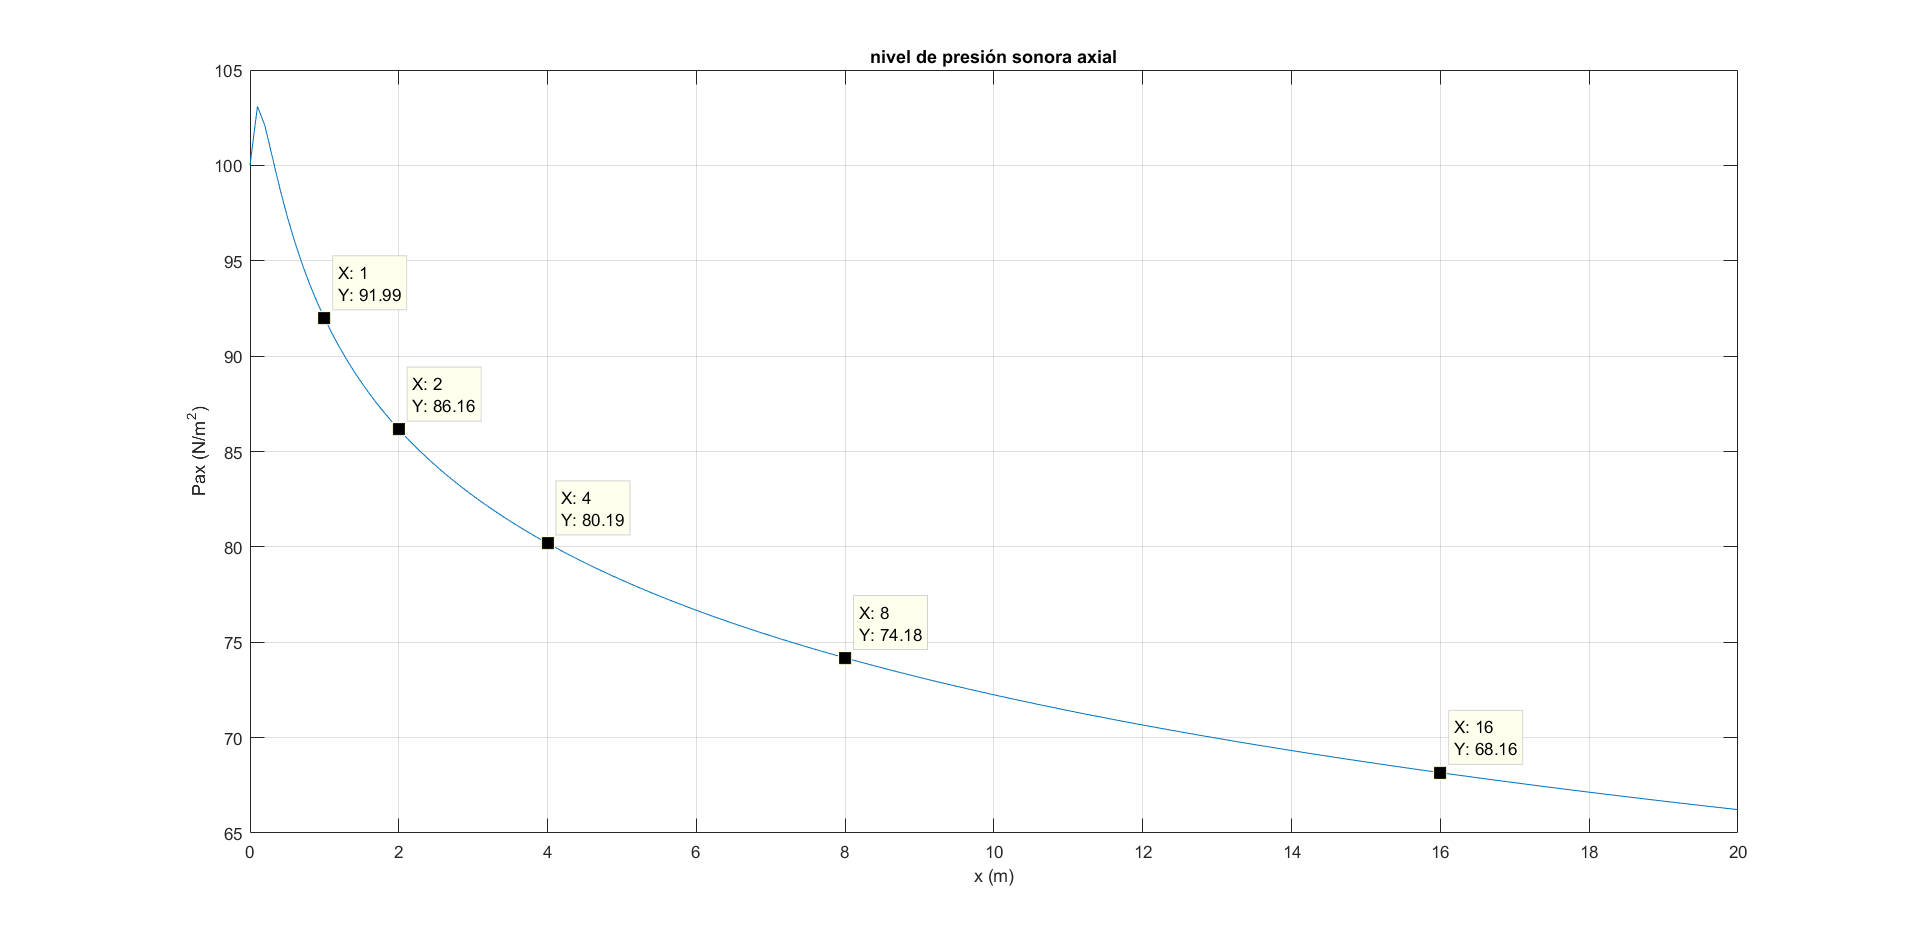 nivel de presión sonora axial
105
100
95
90
85
80
75
70
65
Pax (N/m²)
X: 1
Y: 91.99
X: 2
Y: 86.16
X: 4
Y: 80.19
X: 8
Y: 74.18
X: 16
Y: 68.16
0 2 4 6 8 10 12 14 16 18 20
x (m)